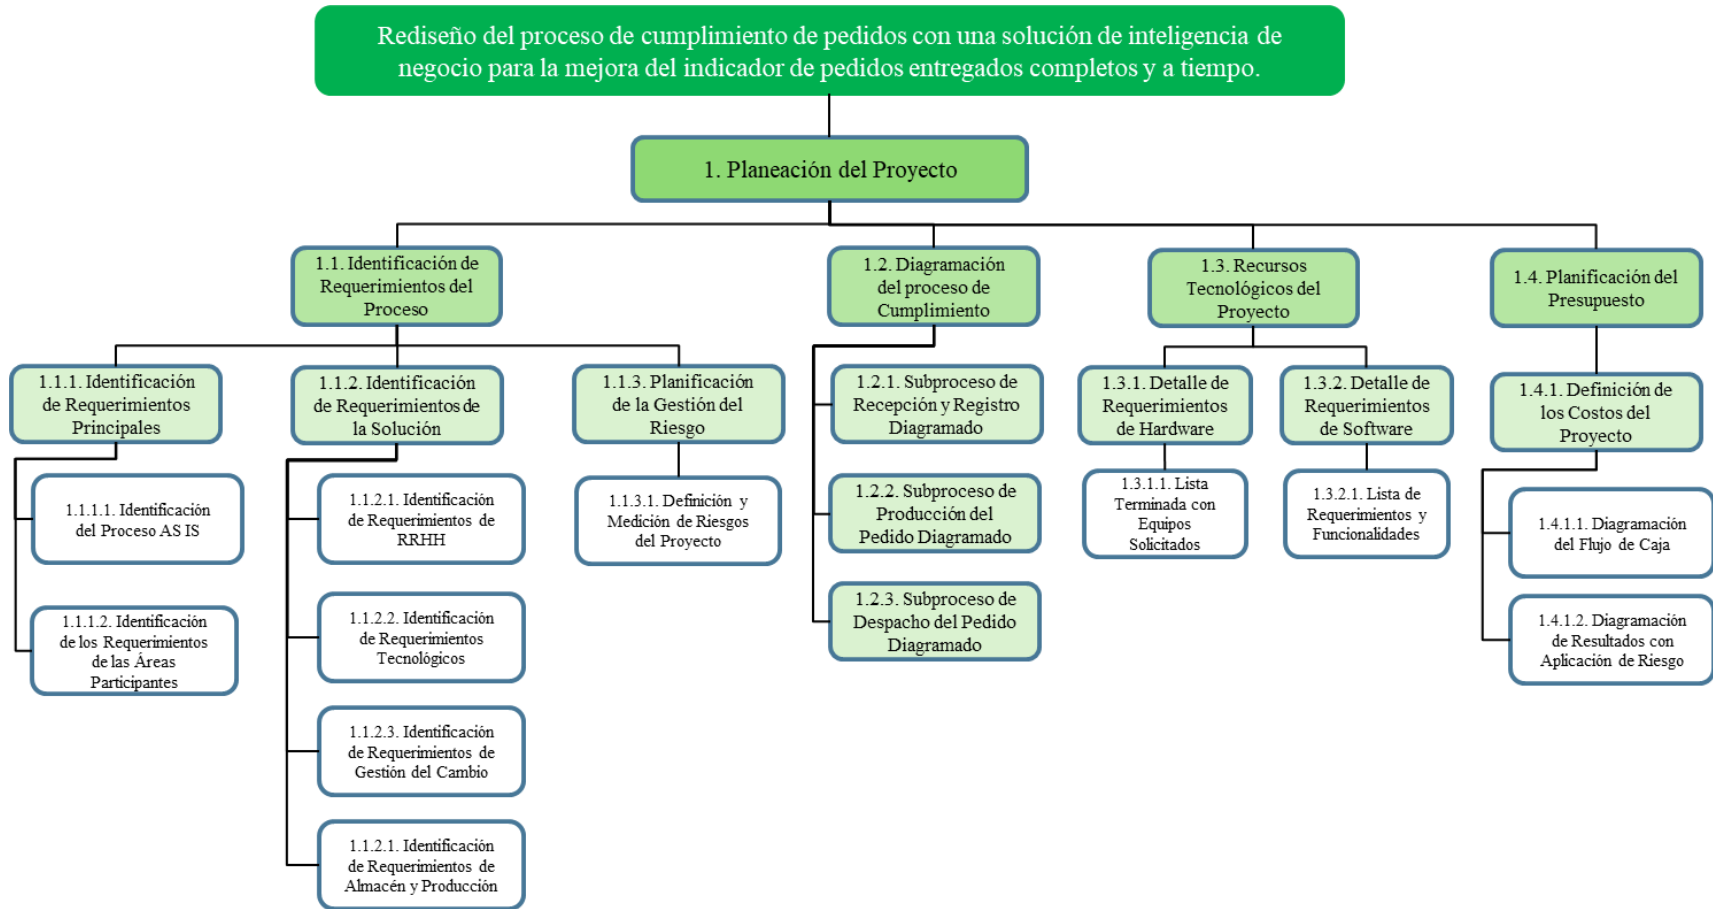 Rediseño del proceso de cumplimiento de pedidos con una solución de inteligencia de
negocio para la mejora del indicador de pedidos entregados completos y a tiempo.
1. Planeación del Proyecto
1.1. Identificación de
Requerimientos del
Proceso
1.2. Diagramación
del proceso de
Cumplimiento
1.3. Recursos
Tecnológicos del
Proyecto
1.4. Planificación del
Presupuesto
1.1.1. Identificación
de Requerimientos
Principales
1.1.2. Identificación
de Requerimientos de
la Solución
1.1.3. Planificación
de la Gestión del
Riesgo
1.2.1. Subproceso de
Recepción y Registro
Diagramado
1.3.1. Detalle de
Requerimientos
de Hardware
1.3.2. Detalle de
Requerimientos
de Software
1.4.1. Definición de
los Costos del
Proyecto
1.1.1.1. Identificación
del Proceso AS IS
1.1.2.1. Identificación
de Requerimientos de
RRHH
1.1.3.1. Definición y
Medición de Riesgos
del Proyecto
1.2.2. Subproceso de
Producción del
Pedido Diagramado
1.3.1.1. Lista
Terminada con
Equipos
Solicitados
1.3.2.1. Lista de
Requerimientos y
Funcionalidades
1.4.1.1. Diagramación
del Flujo de Caja
1.1.1.2. Identificación
de los Requerimientos
de las Áreas
Participantes
1.1.2.2. Identificación
de Requerimientos
Tecnológicos
1.2.3. Subproceso de
Despacho del Pedido
Diagramado
1.4.1.2. Diagramación
de Resultados con
Aplicación de Riesgo
1.1.2.3. Identificación
de Requerimientos de
Gestión del Cambio
1.1.2.1. Identificación
de Requerimientos de
Almacén y Producción